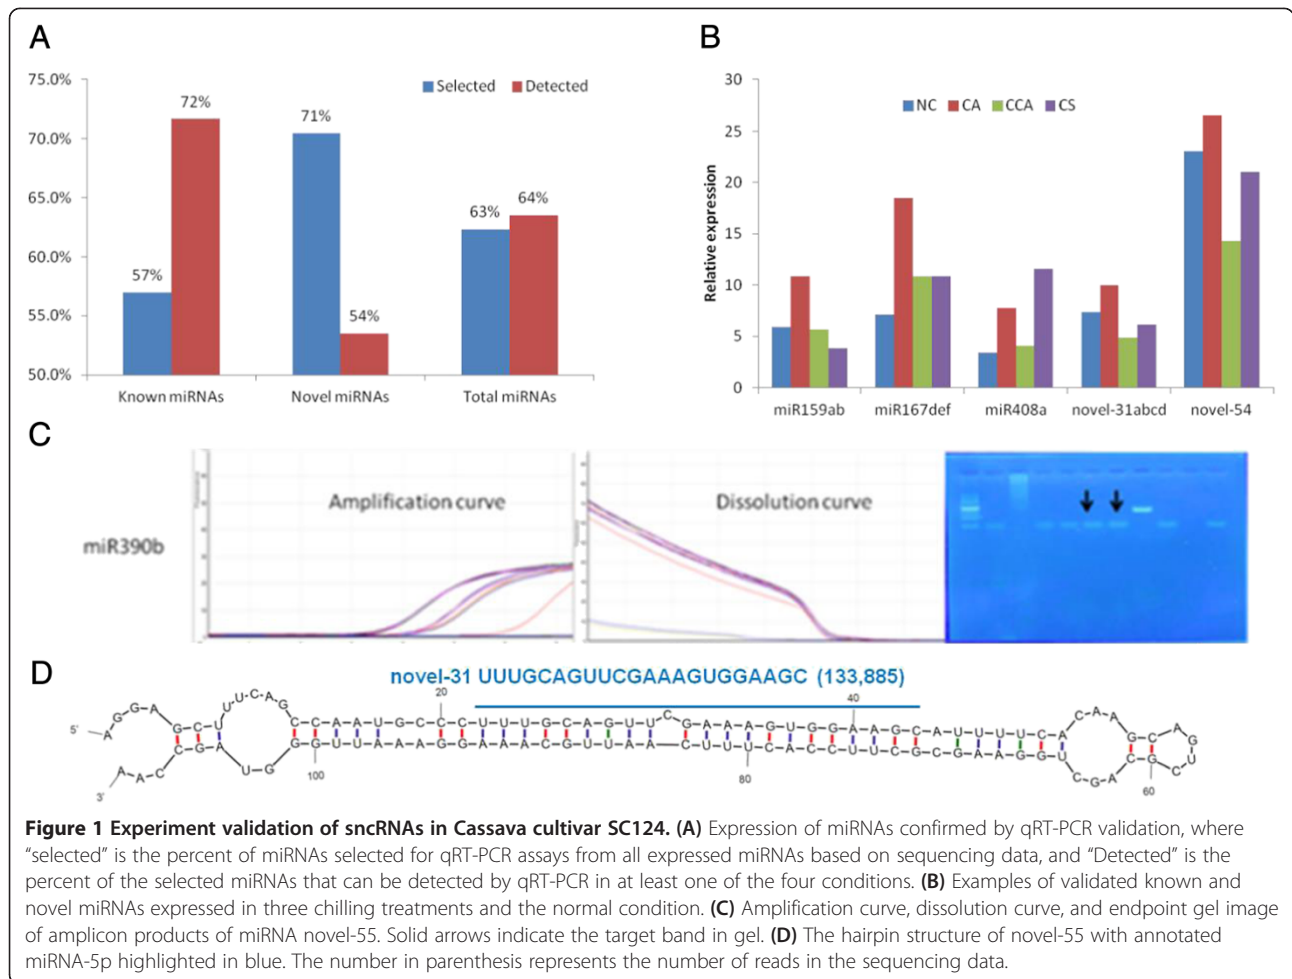 A
75.0%
70.0%
65.0%
60.0%
55.0%
50.0%
Selected Detected
57%
72%
71%
54%
63%
64%
Known miRNAs Novel miRNAs Total miRNAs
B
Relative expression
30
25
20
15
10
5
0
NC CA CCA CS
miR159ab miR167def miR408a novel-31abcd novel-54
C
miR390b
Amplification curve
Dissolution curve
D
novel-31 UUUGCAGUUCGAAAGUGGAAGC (133,885)
20
40
5'
3'
100
80
60
Figure 1 Experiment validation of sncRNAs in Cassava cultivar SC124. (A) Expression of miRNAs confirmed by qRT-PCR validation, where
“selected” is the percent of miRNAs selected for qRT-PCR assays from all expressed miRNAs based on sequencing data, and “Detected” is the
percent of the selected miRNAs that can be detected by qRT-PCR in at least one of the four conditions. (B) Examples of validated known and
novel miRNAs expressed in three chilling treatments and the normal condition. (C) Amplification curve, dissolution curve, and endpoint gel image
of amplicon products of miRNA novel-55. Solid arrows indicate the target band in gel. (D) The hairpin structure of novel-55 with annotated
miRNA-5p highlighted in blue. The number in parenthesis represents the number of reads in the sequencing data.